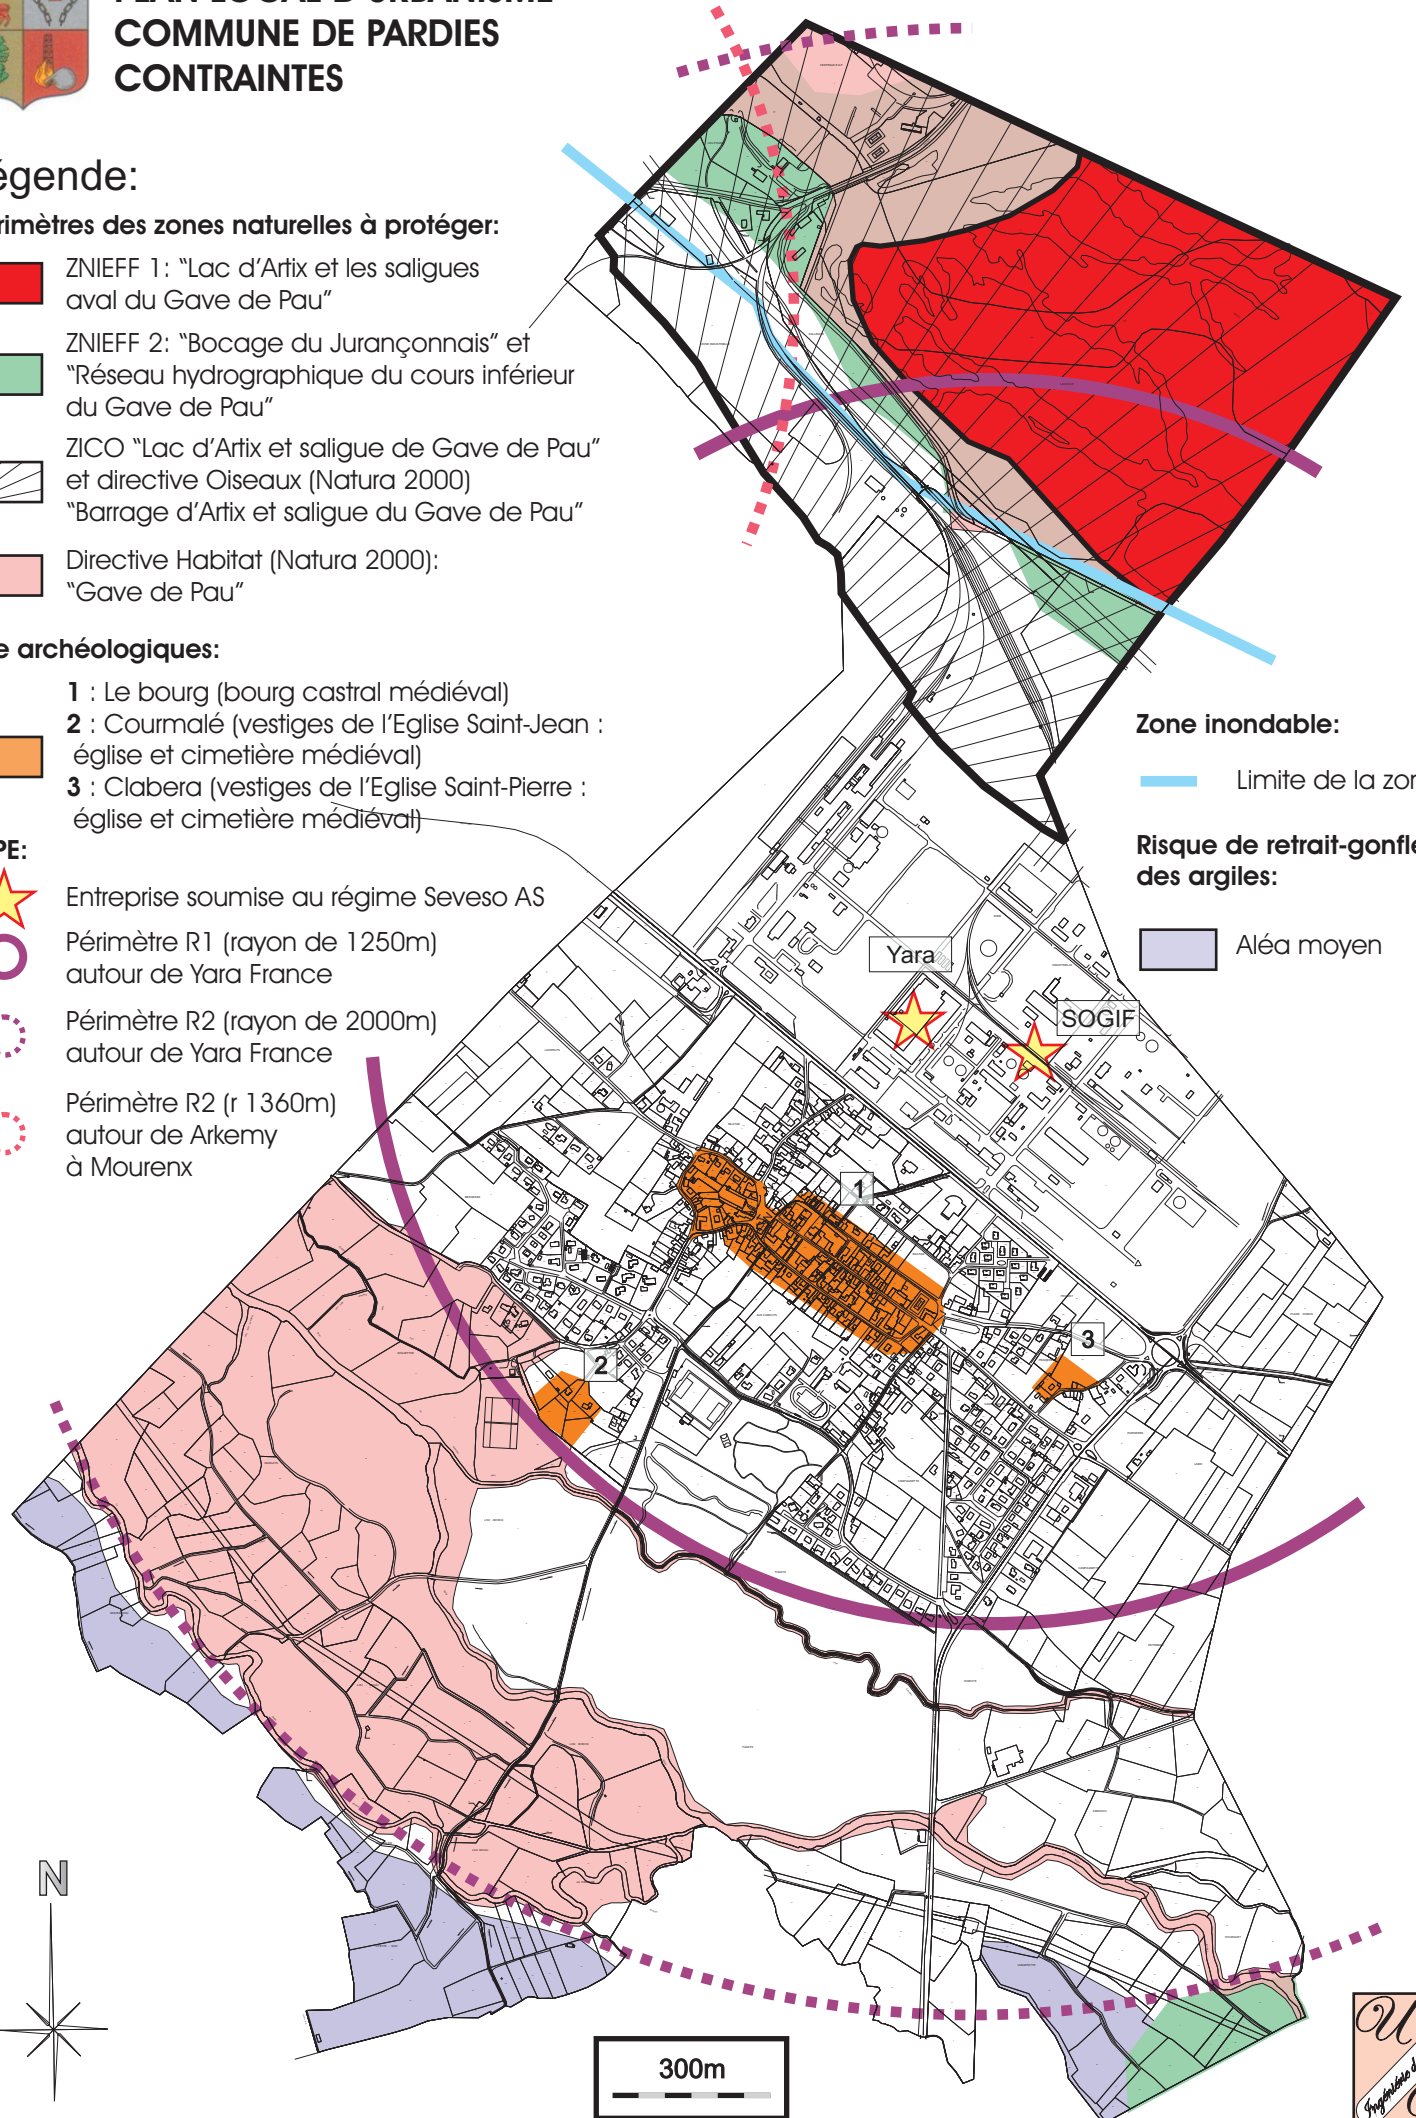 COMMUNE DE PARDIES
CONTRAINTES
des zones naturelles à protéger:
ZNIEFF 1: “Lac d’Artix et les saligues
aval du Gave de Pau”
ZNIEFF 2: “Bocage du Jurançonnais” et
“Réseau hydrographique du cours inférieur
du Gave de Pau”
ZICO “Lac d’Artix et saligue de Gave de Pau”
et directive Oiseaux (Natura 2000)
“Barrage d’Artix et saligue du Gave de Pau”
Directive Habitat (Natura 2000):
“Gave de Pau”
archéologiques:
1 : Le bourg (bourg castral médiéval)
2 : Courmalé (vestiges de l’Eglise Saint-Jean :
église et cimetière médiéval)
3 : Clabera (vestiges de l’Eglise Saint-Pierre :
église et cimetière médiéval)
Entreprise soumise au régime Seveso AS
Périmètre R1 (rayon de 1250m)
autour de Yara France
Périmètre R2 (rayon de 2000m)
autour de Yara France
Périmètre R2 (r 1360m)
autour de Arkemy
à Mourenx
Zone inondable:
Limite de la
Risque de
des argiles:
Aléa moyen
Yara
SOGIF
1
2
3
N
300m